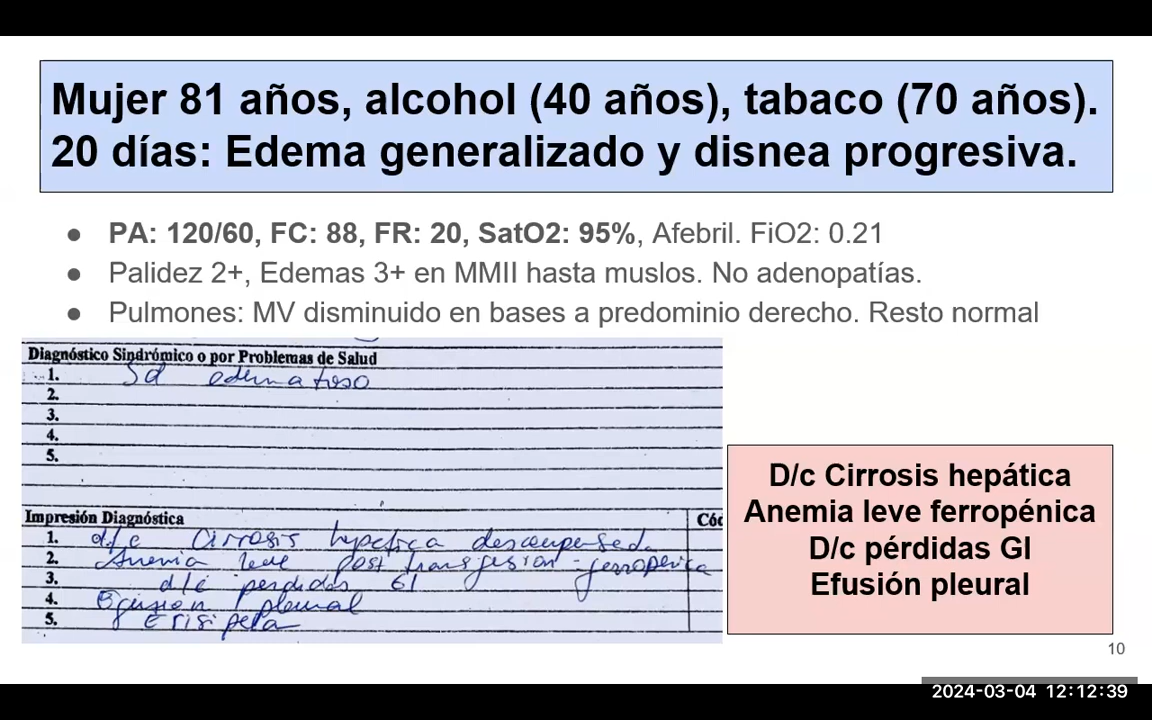 Mujer 81 años, alcohol (40 años), tabaco (70 años).
20 días: Edema generalizado y disnea progresiva.
● PA: 120/60, FC: 88, FR: 20, SatO2: 95%, Afebril. FiO2: 0.21
● Palidez 2+, Edemas 3+ en MMII hasta muslos. No adenopatías.
● Pulmones: MV disminuido en bases a predominio derecho. Resto normal
Diagnóstico Sindrómico o por Problemas de Salud
1. Sd edematoso
2.
3.
4.
5.
Impresión Diagnóstica Cód
1. d/c Cirrosis hepática descompensada
2. Anemia leve post transfusión - ferropénica
3. d/c pérdidas GI
4. Efusión pleural
5. Erisipela
D/c Cirrosis hepática
Anemia leve ferropénica
D/c pérdidas GI
Efusión pleural
10
2024-03-04 12:12:39